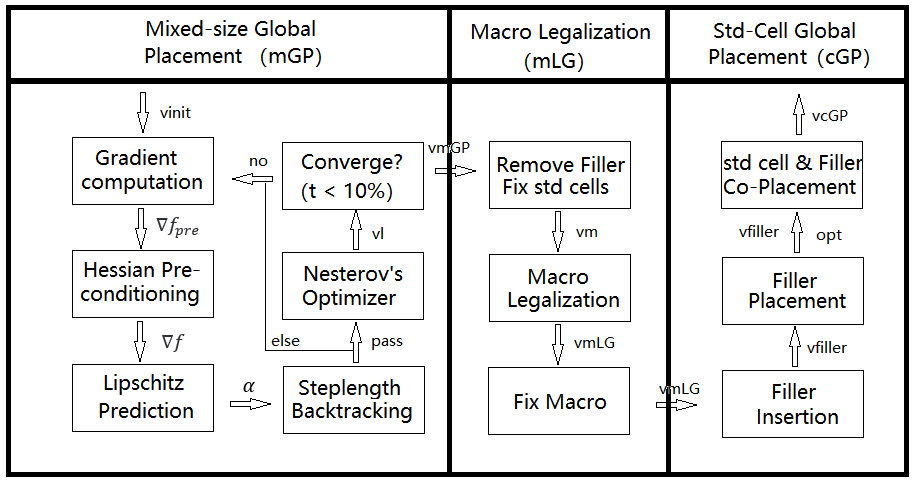 Mixed-size Global
Placement （mGP）
Macro Legalization
（mLG）
Std-Cell Global
Placement（cGP）
vinit
Gradient
computation
∇f_pre
Hessian Pre-
conditioning
∇f
Lipschitz
Prediction
α
Steplength
Backtracking
else
pass
Nesterov's
Optimizer
vl
Converge?
(t < 10%)
no
vmGP
Remove Filler
Fix std cells
vm
Macro
Legalization
vmLG
Fix Macro
vmLG
Filler
Insertion
vfiller
Filler
Placement
vfiller
opt
std cell & Filler
Co-Placement
vcGP